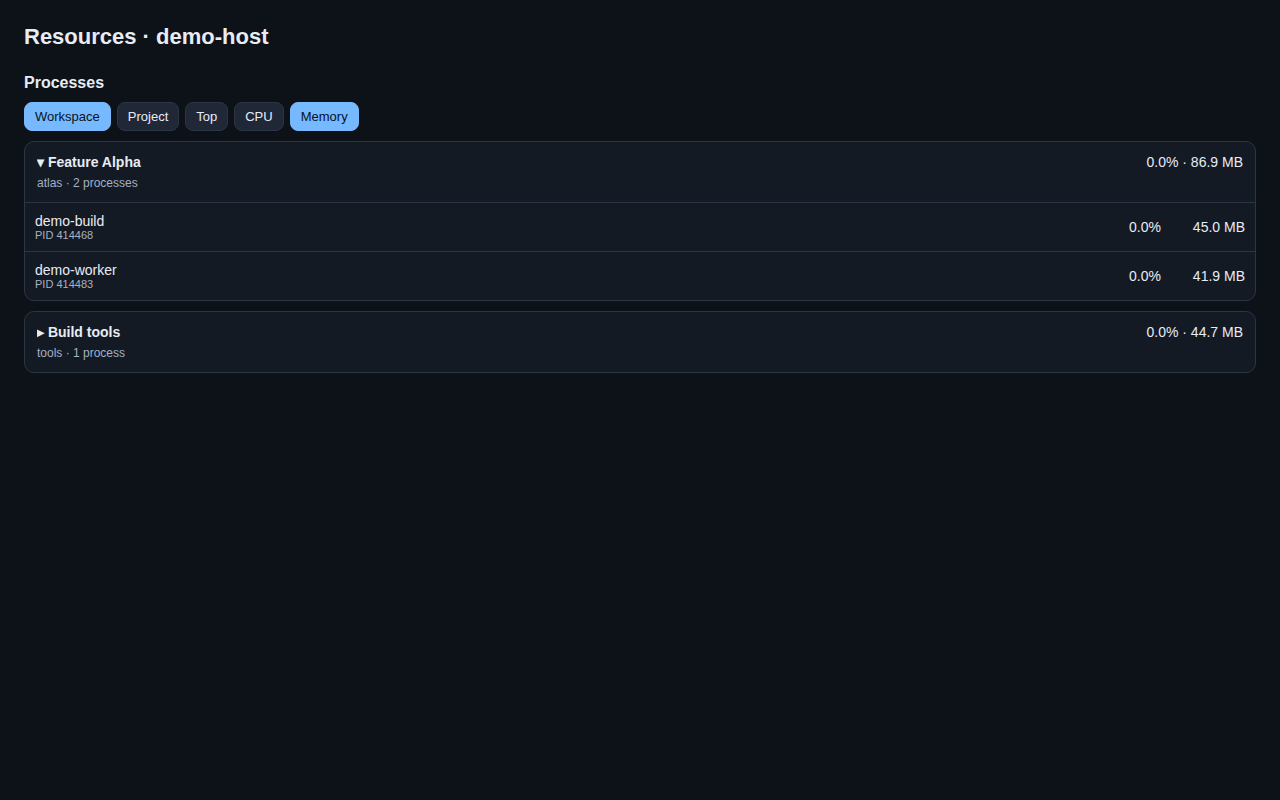 Resources · demo-host
Processes
Workspace Project Top CPU Memory
▾ Feature Alpha 0.0% · 86.9 MB
atlas · 2 processes
demo-build 0.0% 45.0 MB
PID 414468
demo-worker 0.0% 41.9 MB
PID 414483
▸ Build tools 0.0% · 44.7 MB
tools · 1 process